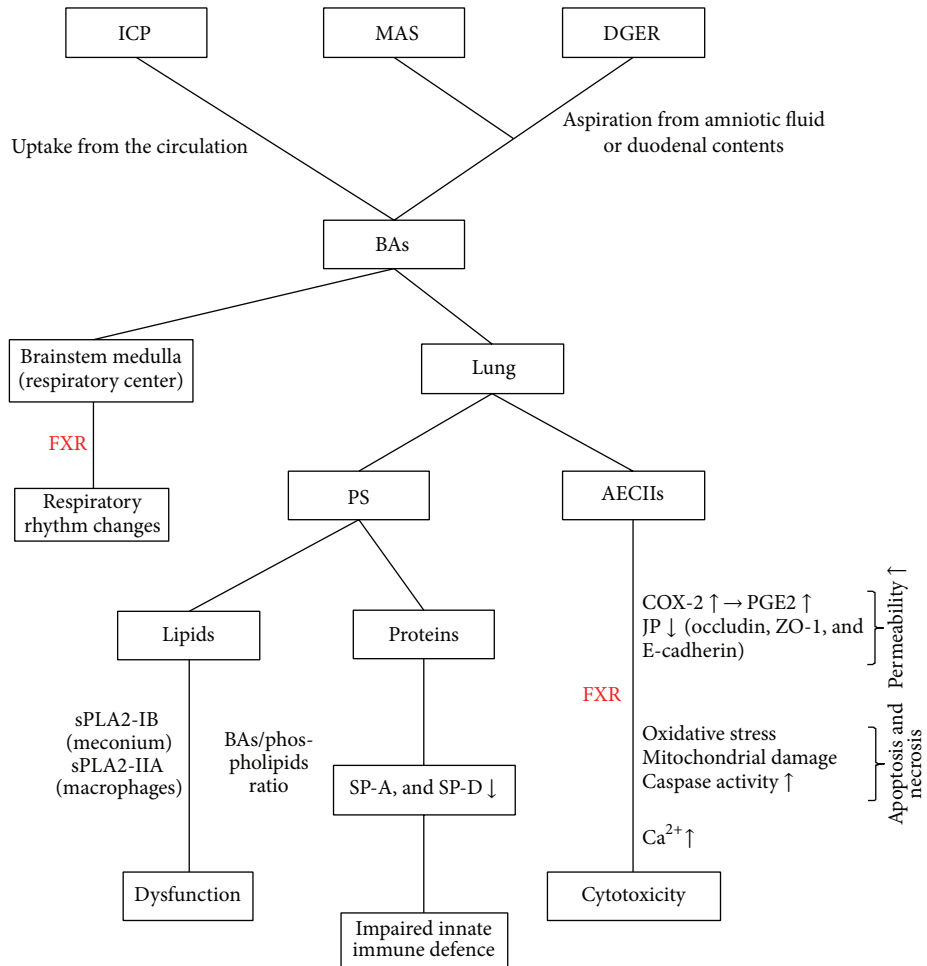 ICP
MAS
DGER
Uptake from the circulation
Aspiration from amniotic fluid
or duodenal contents
BAs
Brainstem medulla
(respiratory center)
Lung
FXR
Respiratory
rhythm changes
PS
AECIIs
Lipids
Proteins
COX-2 ↑ → PGE2 ↑
JP ↓ (occludin, ZO-1, and
E-cadherin)
Permeability ↑
FXR
sPLA2-IB
(meconium)
sPLA2-IIA
(macrophages)
BAs/phos-
pholipids
ratio
SP-A, and SP-D ↓
Oxidative stress
Mitochondrial damage
Caspase activity ↑
Apoptosis and
necrosis
Ca²⁺ ↑
Dysfunction
Impaired innate
immune defence
Cytotoxicity